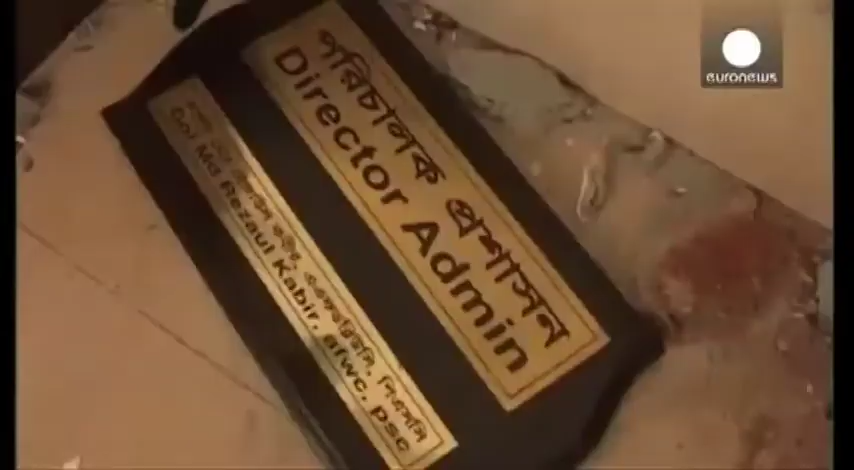 পরিচালক প্রশাসন
Director Admin
Col Md Rezaul Kabir, afwc, psc
euronews